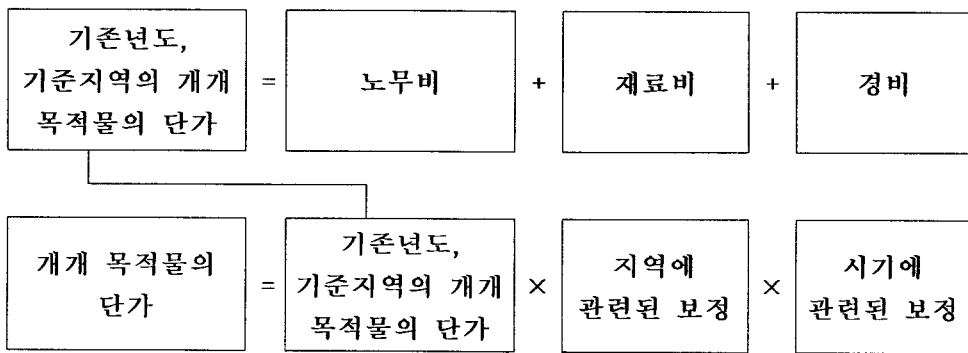 기존년도,
기준지역의 개개
목적물의 단가
=
노무비
+
재료비
+
경비
개개 목적물의
단가
=
기존년도,
기준지역의 개개
목적물의 단가
×
지역에
관련된 보정
×
시기에
관련된 보정